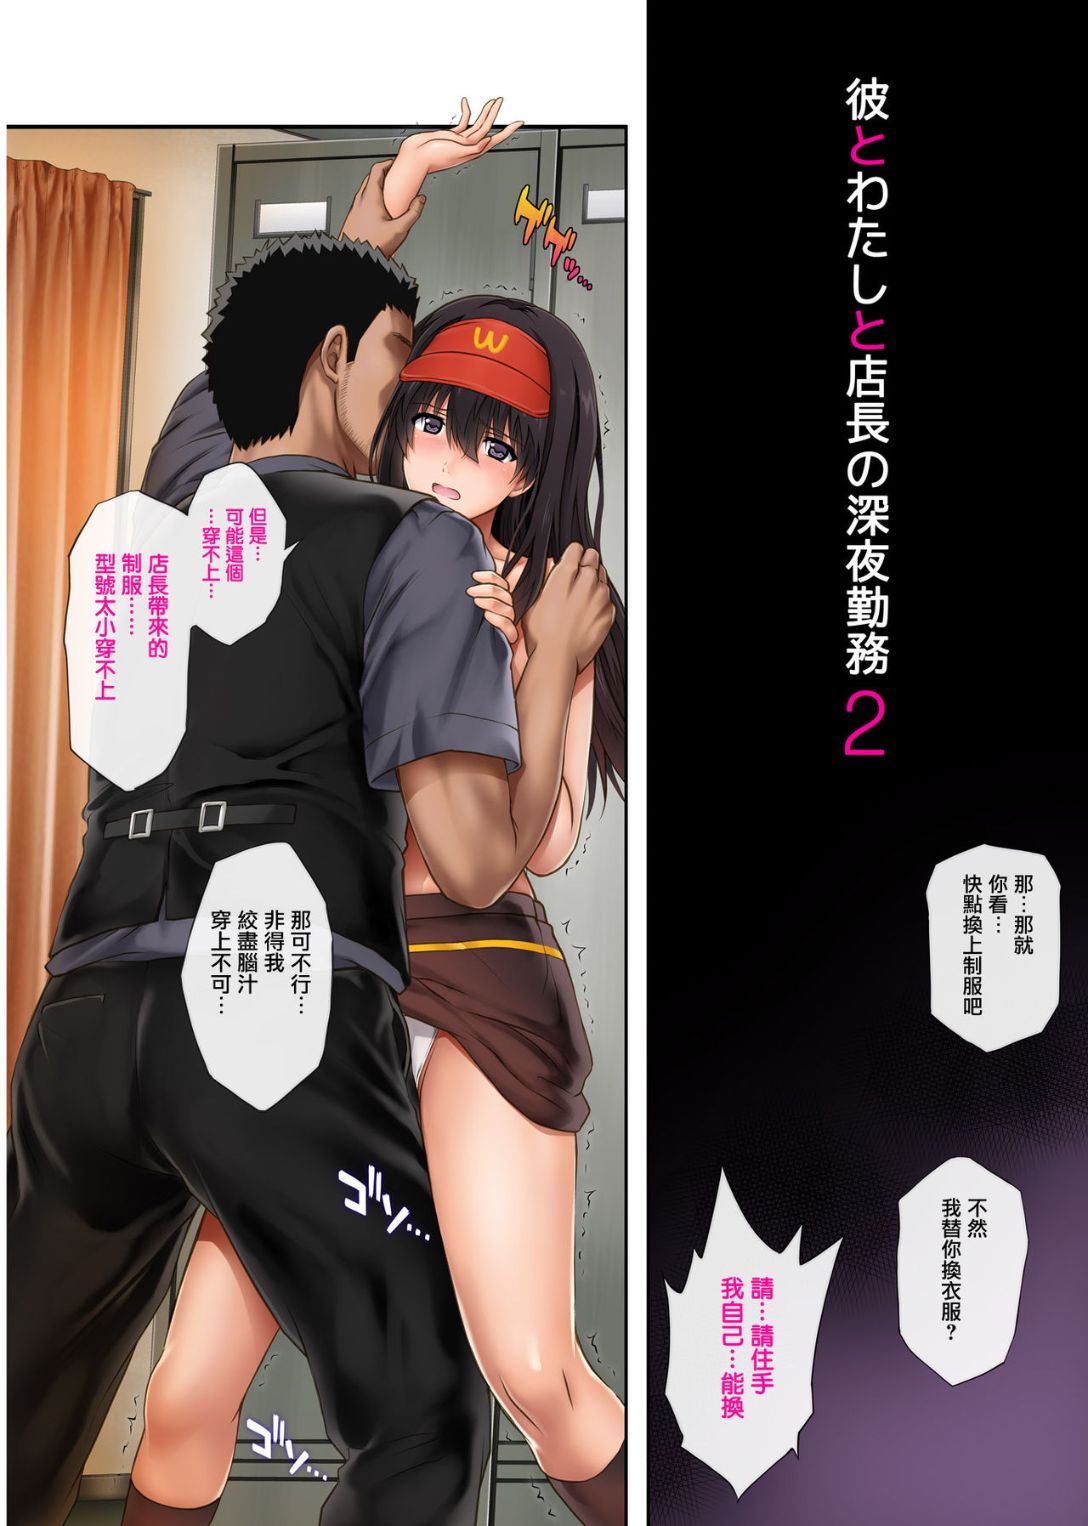 彼とわたしと店長の深夜勤務2
那…那就
你看…
快點換上制服吧
不然
我替你換衣服?
請…請住手
我自己…能換
W
グググッ…
但是…
可能這個
…穿不上…
店長帶來的
制服……
型號太小穿不上
那可不行…
非得我
絞盡腦汁
穿上不可…
ゴソ…
ゴソ…